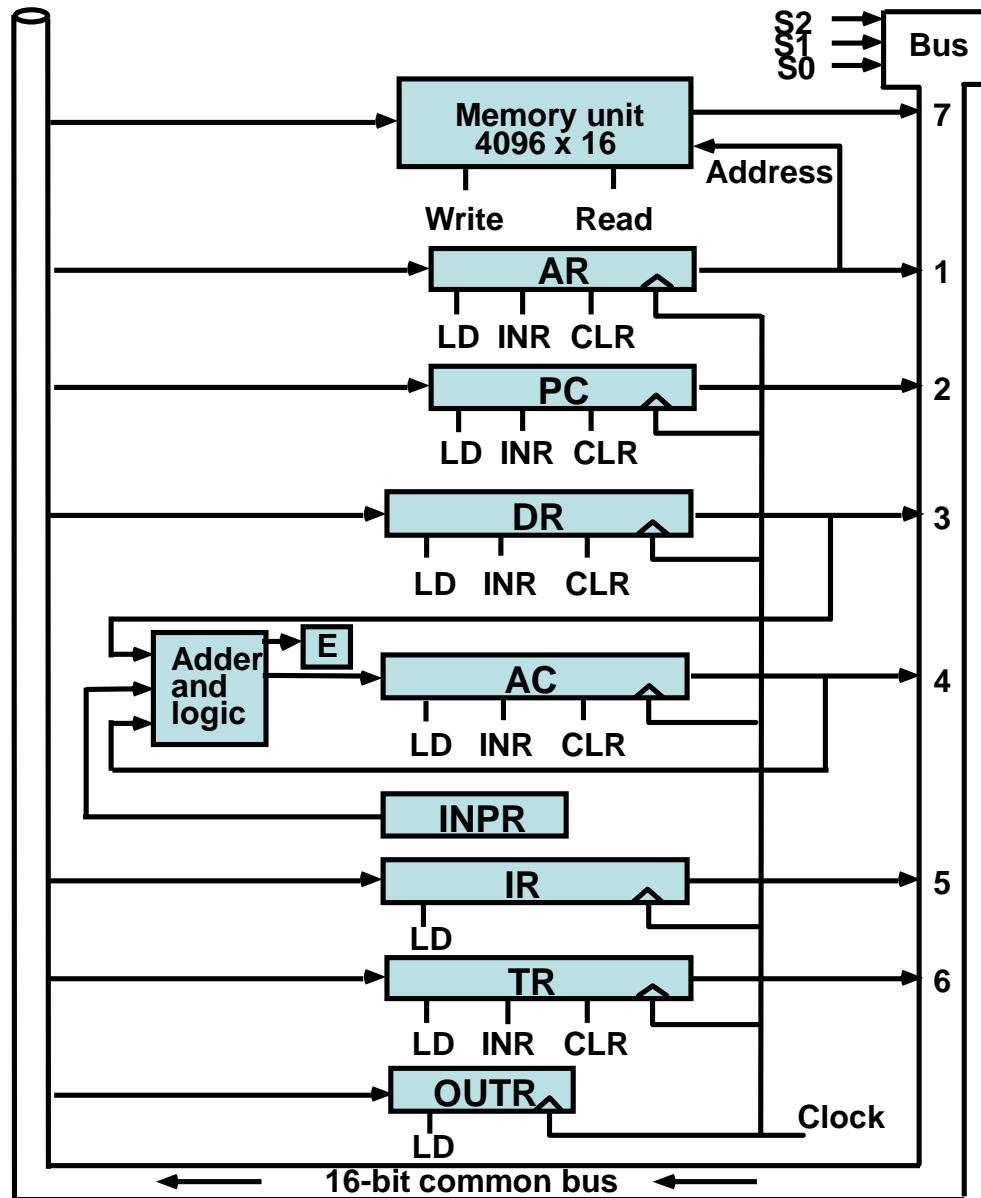 S2
S1
S0
Bus
Memory unit
4096 x 16
7
Address
Write Read
AR
1
LD INR CLR
PC
2
LD INR CLR
DR
3
LD INR CLR
E
Adder
and
logic
AC
4
LD INR CLR
INPR
IR
5
LD
TR
6
LD INR CLR
OUTR
LD
Clock
16-bit common bus